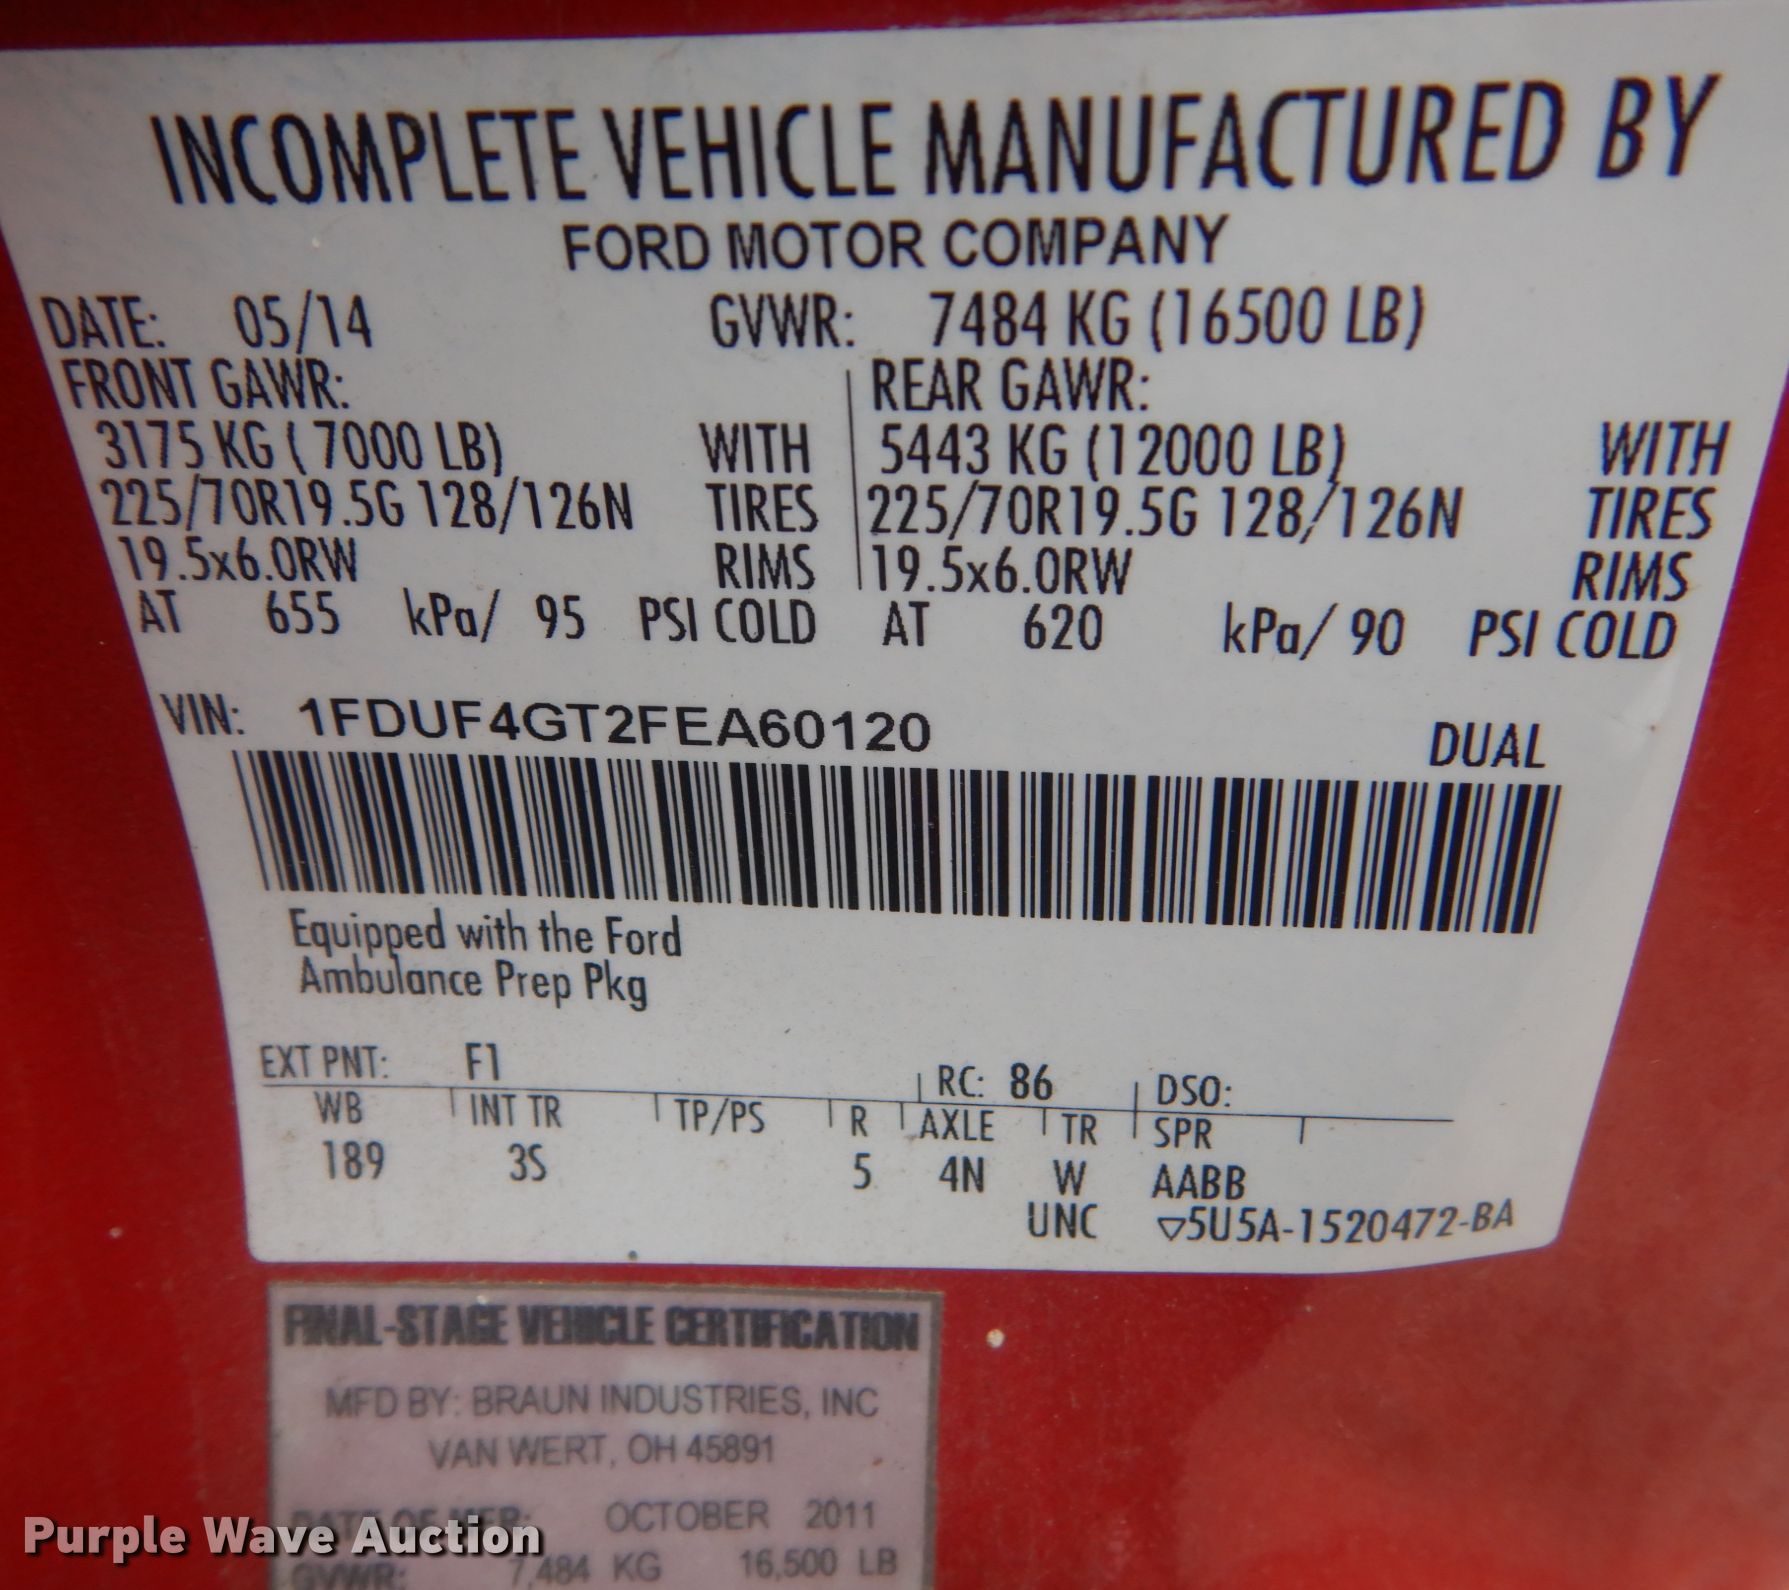 INCOMPLETE VEHICLE MANUFACTURED BY
FORD MOTOR COMPANY
DATE: 05/14 GVWR: 7484 KG (16500 LB)
FRONT GAWR: REAR GAWR:
3175 KG ( 7000 LB) WITH 5443 KG (12000 LB) WITH
225/70R19.5G 128/126N TIRES 225/70R19.5G 128/126N TIRES
19.5x6.0RW RIMS 19.5x6.0RW RIMS
AT 655 kPa/ 95 PSI COLD AT 620 kPa/ 90 PSI COLD
VIN: 1FDUF4GT2FEA60120 DUAL
Equipped with the Ford
Ambulance Prep Pkg
EXT PNT: F1 RC: 86 DSO:
WB INT TR TP/PS R AXLE TR SPR
189 3S 5 4N W AABB
UNC ▽5U5A-1520472-BA
FINAL-STAGE VEHICLE CERTIFICATION
MFD BY: BRAUN INDUSTRIES, INC
VAN WERT, OH 45891
DATE OF MFR: OCTOBER 2011
GVWR: 7,484 KG 16,500 LB
Purple Wave Auction